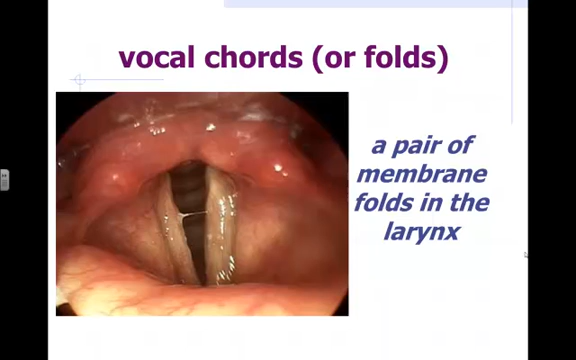 vocal chords (or folds)
a pair of
membrane
folds in the
larynx